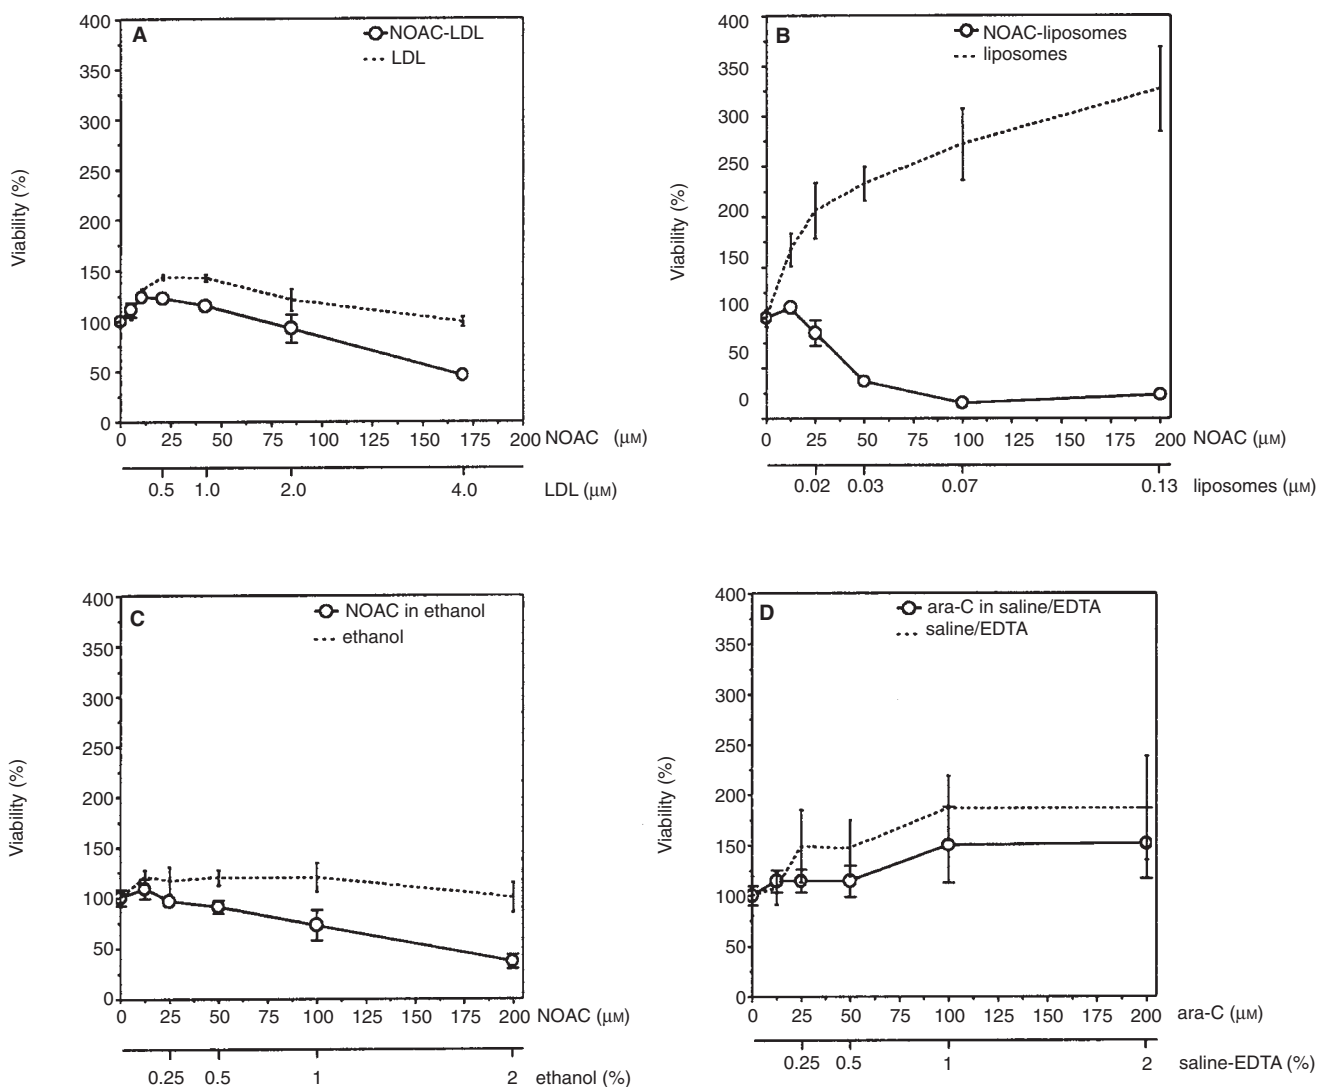 A
NOAC-LDL
LDL
Viability (%)
400
350
300
250
200
150
100
50
0
0 25 50 75 100 125 150 175 200 NOAC (µM)
0.5 1.0 2.0 4.0 LDL (µM)
B
NOAC-liposomes
liposomes
Viability (%)
400
350
300
250
200
150
100
50
0
0 25 50 75 100 125 150 175 200 NOAC (µM)
0.02 0.03 0.07 0.13 liposomes (µM)
C
NOAC in ethanol
ethanol
Viability (%)
400
350
300
250
200
150
100
50
0
0 25 50 75 100 125 150 175 200 NOAC (µM)
0.25 0.5 1 2 ethanol (%)
D
ara-C in saline/EDTA
saline/EDTA
Viability (%)
400
350
300
250
200
150
100
50
0
0 25 50 75 100 125 150 175 200 ara-C (µM)
0.25 0.5 1 2 saline-EDTA (%)